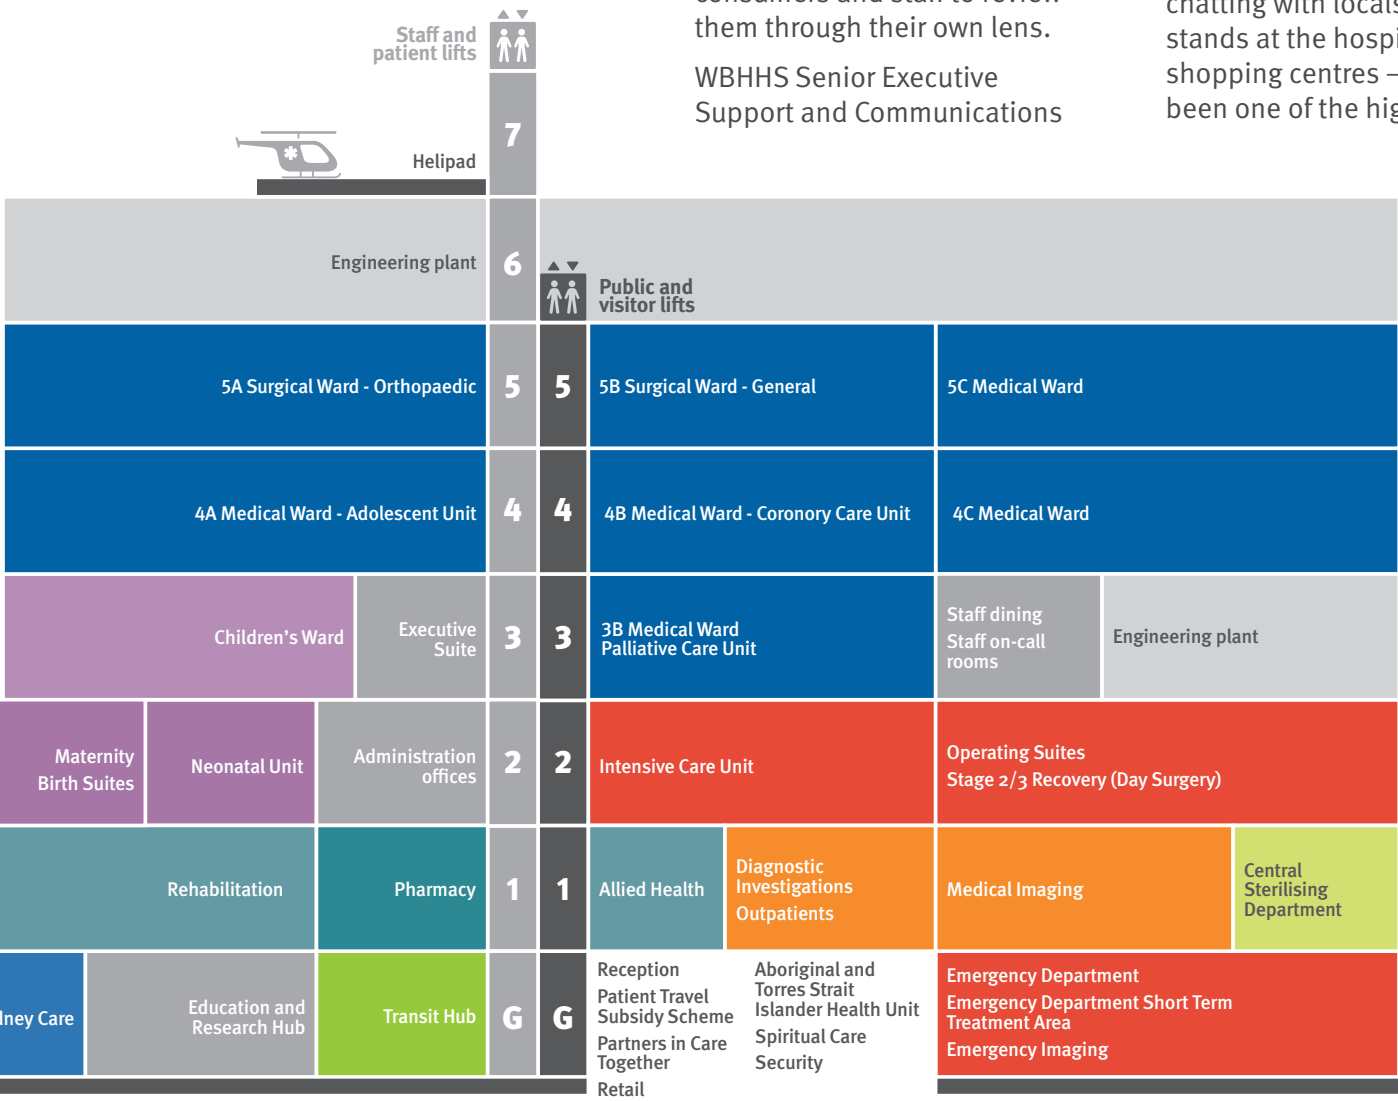 them through their own lens.
WBHHS Senior Executive
Support and Communications
chatting with locals
stands at the hospi
shopping centres –
been one of the hig
Staff and
patient lifts
7
Helipad
Engineering plant
6
Public and
visitor lifts
5A Surgical Ward - Orthopaedic
5
5
5B Surgical Ward - General
5C Medical Ward
4A Medical Ward - Adolescent Unit
4
4
4B Medical Ward - Coronory Care Unit
4C Medical Ward
Children's Ward
Executive
Suite
3
3
3B Medical Ward
Palliative Care Unit
Staff dining
Staff on-call
rooms
Engineering plant
Maternity
Birth Suites
Neonatal Unit
Administration
offices
2
2
Intensive Care Unit
Operating Suites
Stage 2/3 Recovery (Day Surgery)
Rehabilitation
Pharmacy
1
1
Allied Health
Diagnostic
Investigations
Outpatients
Medical Imaging
Central
Sterilising
Department
dney Care
Education and
Research Hub
Transit Hub
G
G
Reception
Patient Travel
Subsidy Scheme
Partners in Care
Together
Retail
Aboriginal and
Torres Strait
Islander Health Unit
Spiritual Care
Security
Emergency Department
Emergency Department Short Term
Treatment Area
Emergency Imaging